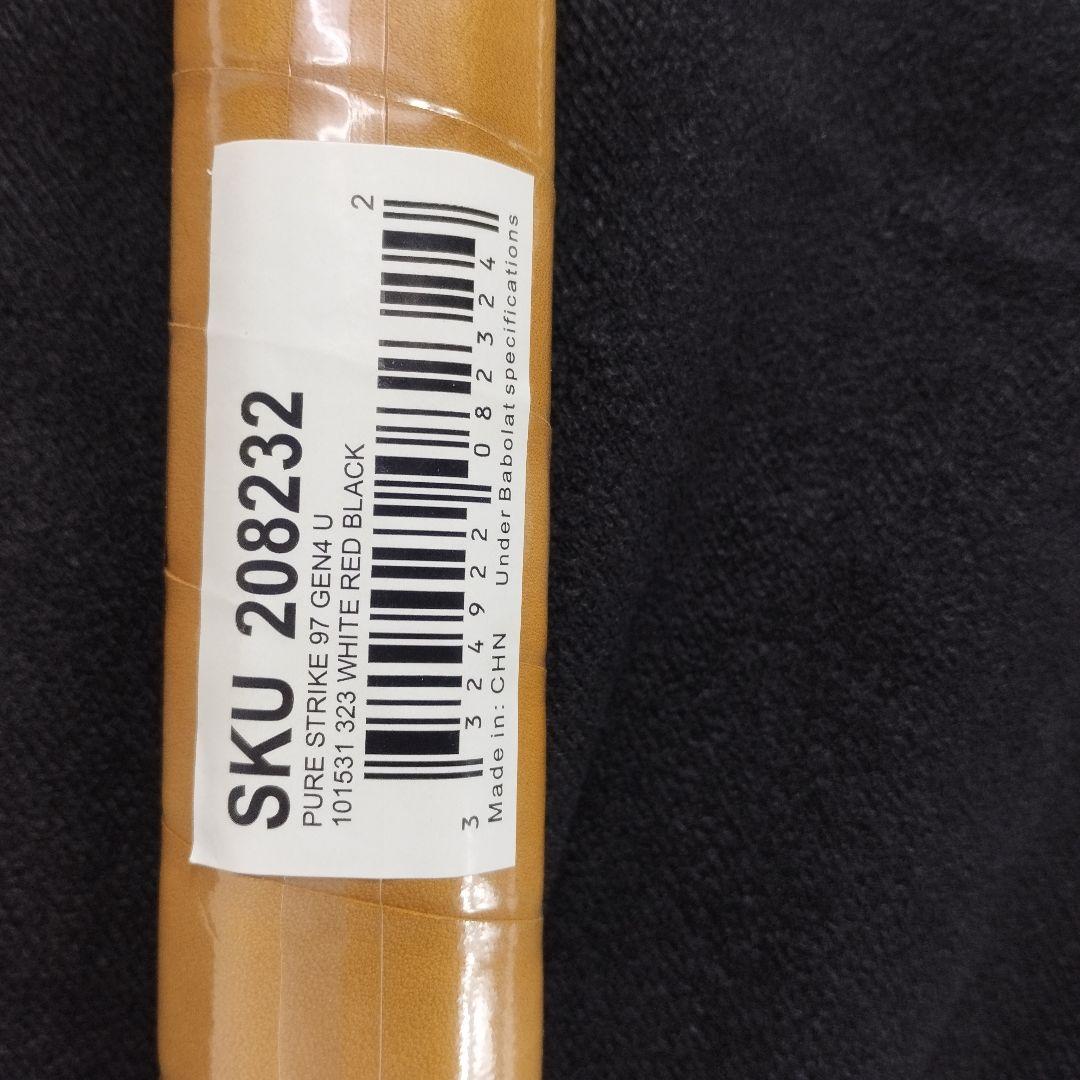 SKU 208232
PURE STRIKE 97 GEN4 U
101531 323 WHITE RED BLACK
2
3 324922 082324
Made in: CHN Under Babolat specifications